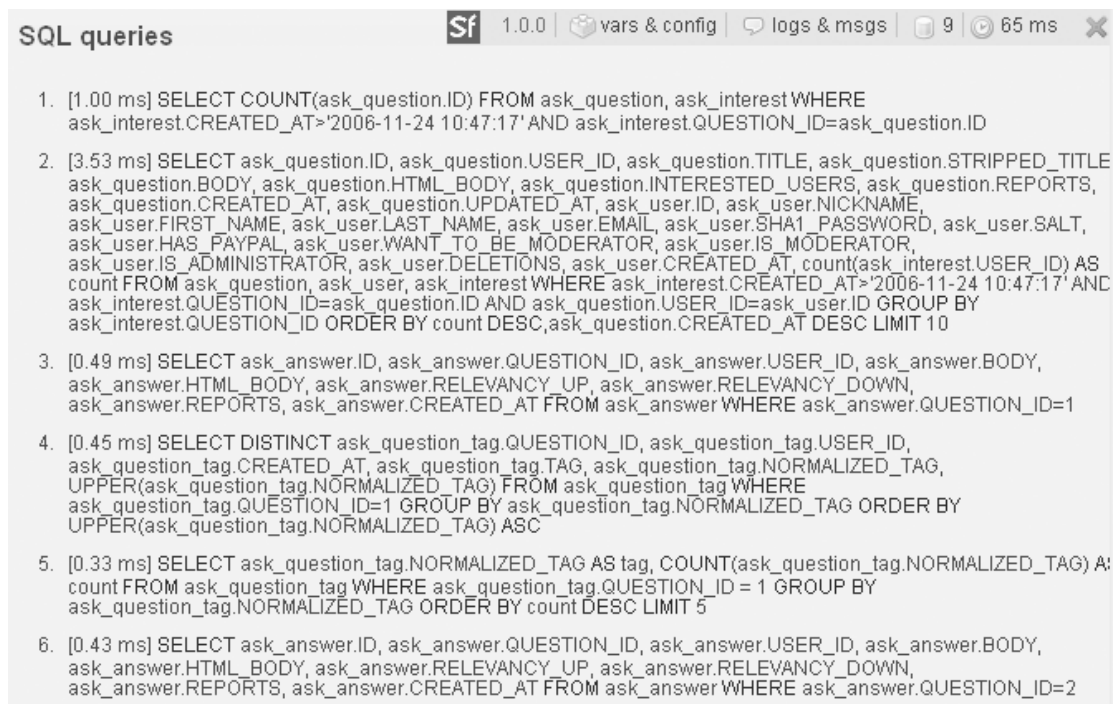 SQL queries
Sf 1.0.0 vars & config logs & msgs 9 65 ms
1. [1.00 ms] SELECT COUNT(ask_question.ID) FROM ask_question, ask_interest WHERE
ask_interest.CREATED_AT>'2006-11-24 10:47:17' AND ask_interest.QUESTION_ID=ask_question.ID
2. [3.53 ms] SELECT ask_question.ID, ask_question.USER_ID, ask_question.TITLE, ask_question.STRIPPED_TITLE
ask_question.BODY, ask_question.HTML_BODY, ask_question.INTERESTED_USERS, ask_question.REPORTS,
ask_question.CREATED_AT, ask_question.UPDATED_AT, ask_user.ID, ask_user.NICKNAME,
ask_user.FIRST_NAME, ask_user.LAST_NAME, ask_user.EMAIL, ask_user.SHA1_PASSWORD, ask_user.SALT,
ask_user.HAS_PAYPAL, ask_user.WANT_TO_BE_MODERATOR, ask_user.IS_MODERATOR,
ask_user.IS_ADMINISTRATOR, ask_user.DELETIONS, ask_user.CREATED_AT, count(ask_interest.USER_ID) AS
count FROM ask_question, ask_user, ask_interest WHERE ask_interest.CREATED_AT>'2006-11-24 10:47:17' AND
ask_interest.QUESTION_ID=ask_question.ID AND ask_question.USER_ID=ask_user.ID GROUP BY
ask_interest.QUESTION_ID ORDER BY count DESC,ask_question.CREATED_AT DESC LIMIT 10
3. [0.49 ms] SELECT ask_answer.ID, ask_answer.QUESTION_ID, ask_answer.USER_ID, ask_answer.BODY,
ask_answer.HTML_BODY, ask_answer.RELEVANCY_UP, ask_answer.RELEVANCY_DOWN,
ask_answer.REPORTS, ask_answer.CREATED_AT FROM ask_answer WHERE ask_answer.QUESTION_ID=1
4. [0.45 ms] SELECT DISTINCT ask_question_tag.QUESTION_ID, ask_question_tag.USER_ID,
ask_question_tag.CREATED_AT, ask_question_tag.TAG, ask_question_tag.NORMALIZED_TAG,
UPPER(ask_question_tag.NORMALIZED_TAG) FROM ask_question_tag WHERE
ask_question_tag.QUESTION_ID=1 GROUP BY ask_question_tag.NORMALIZED_TAG ORDER BY
UPPER(ask_question_tag.NORMALIZED_TAG) ASC
5. [0.33 ms] SELECT ask_question_tag.NORMALIZED_TAG AS tag, COUNT(ask_question_tag.NORMALIZED_TAG) AS
count FROM ask_question_tag WHERE ask_question_tag.QUESTION_ID = 1 GROUP BY
ask_question_tag.NORMALIZED_TAG ORDER BY count DESC LIMIT 5
6. [0.43 ms] SELECT ask_answer.ID, ask_answer.QUESTION_ID, ask_answer.USER_ID, ask_answer.BODY,
ask_answer.HTML_BODY, ask_answer.RELEVANCY_UP, ask_answer.RELEVANCY_DOWN,
ask_answer.REPORTS, ask_answer.CREATED_AT FROM ask_answer WHERE ask_answer.QUESTION_ID=2